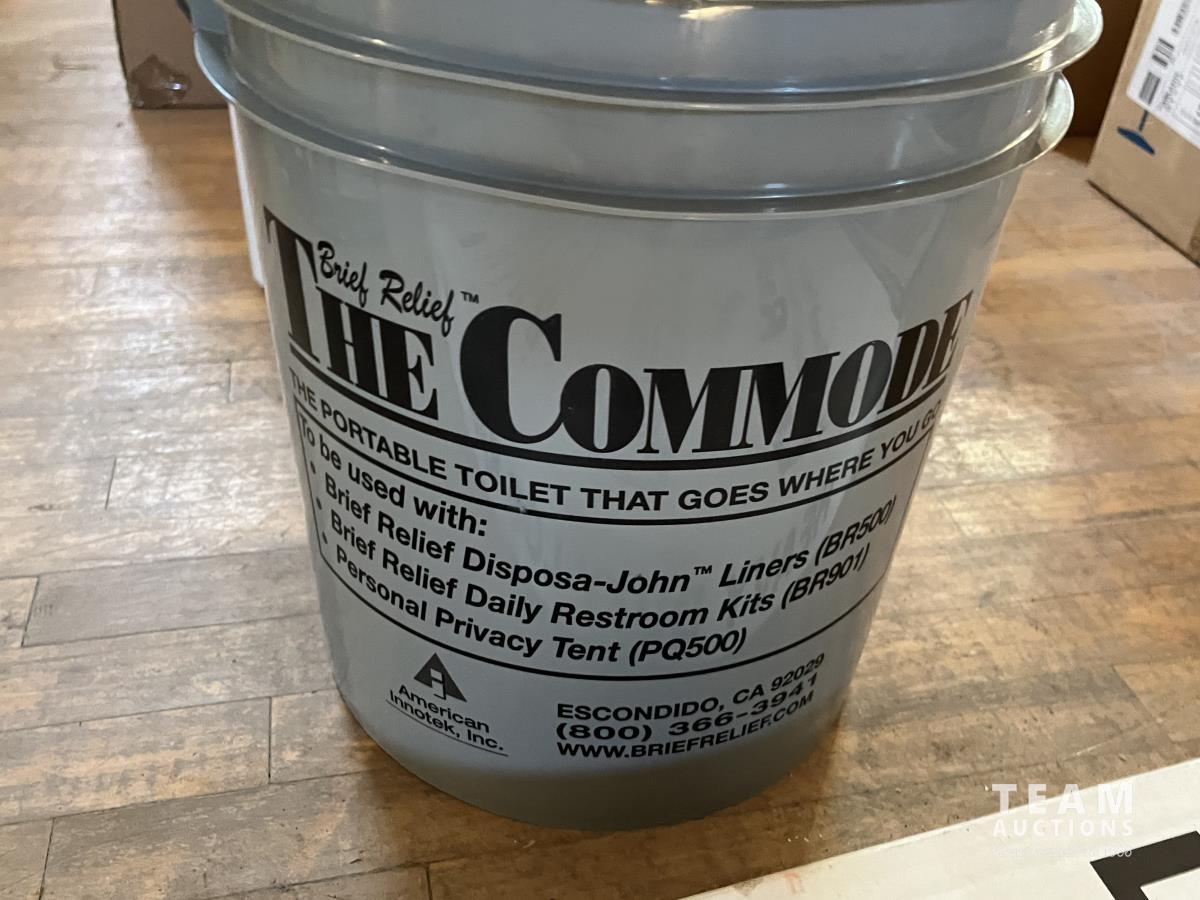 Brief Relief™
THE COMMODE
THE PORTABLE TOILET THAT GOES WHERE YOU GO
To be used with:
• Brief Relief Disposa-John™ Liners (BR500)
• Brief Relief Daily Restroom Kits (BR901)
• Personal Privacy Tent (PQ500)
American
Innotek, Inc.
ESCONDIDO, CA 92029
(800) 366-3941
WWW.BRIEFRELIEF.COM
TEAM
AUCTIONS